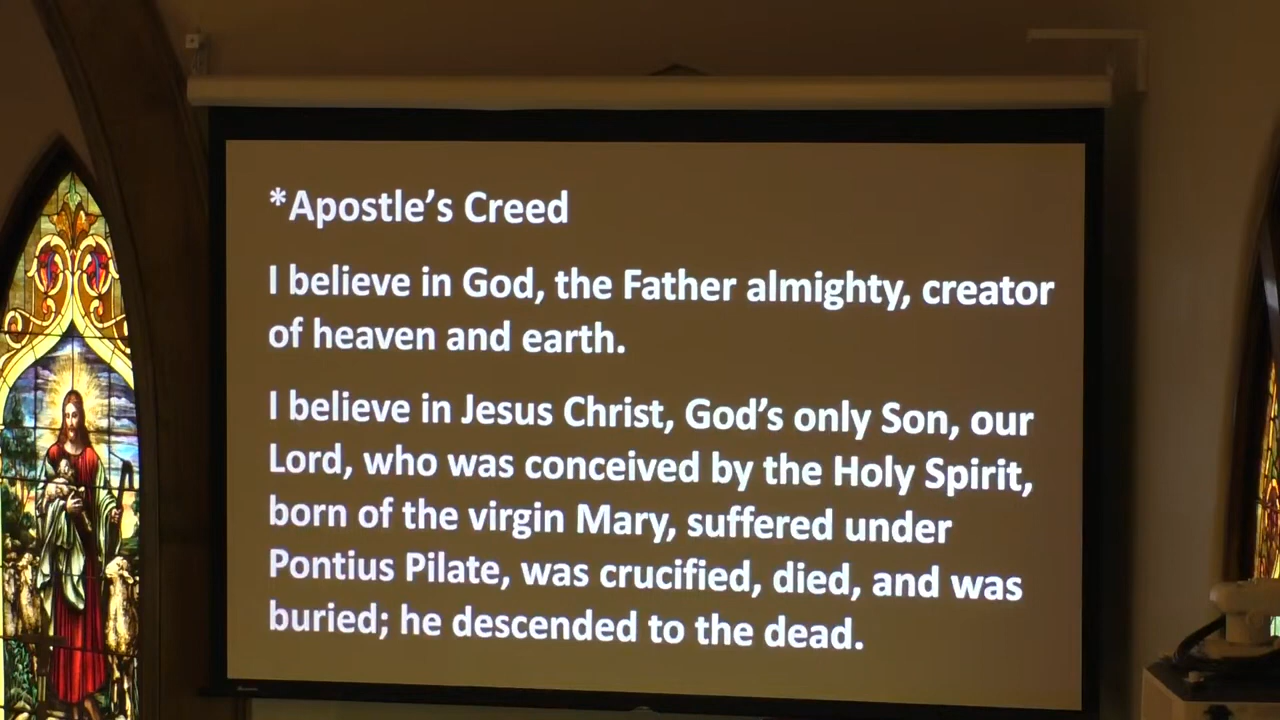 *Apostle’s Creed
I believe in God, the Father almighty, creator
of heaven and earth.
I believe in Jesus Christ, God’s only Son, our
Lord, who was conceived by the Holy Spirit,
born of the virgin Mary, suffered under
Pontius Pilate, was crucified, died, and was
buried; he descended to the dead.